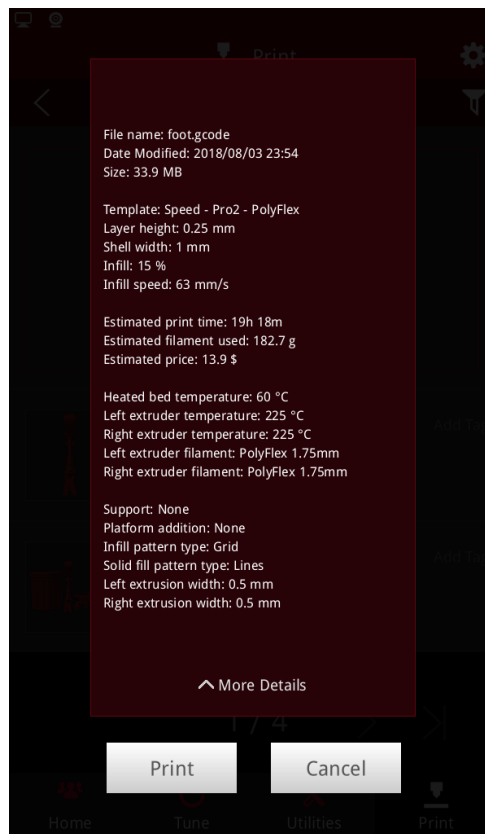 Print
File name: foot.gcode
Date Modified: 2018/08/03 23:54
Size: 33.9 MB
Template: Speed - Pro2 - PolyFlex
Layer height: 0.25 mm
Shell width: 1 mm
Infill: 15 %
Infill speed: 63 mm/s
Estimated print time: 19h 18m
Estimated filament used: 182.7 g
Estimated price: 13.9 $
Heated bed temperature: 60 °C
Left extruder temperature: 225 °C
Right extruder temperature: 225 °C
Left extruder filament: PolyFlex 1.75mm
Right extruder filament: PolyFlex 1.75mm
Add Tag
Support: None
Platform addition: None
Infill pattern type: Grid
Solid fill pattern type: Lines
Left extrusion width: 0.5 mm
Right extrusion width: 0.5 mm
Add Tag
More Details
1 / 4
Print Cancel
Home Tune Utilities Print